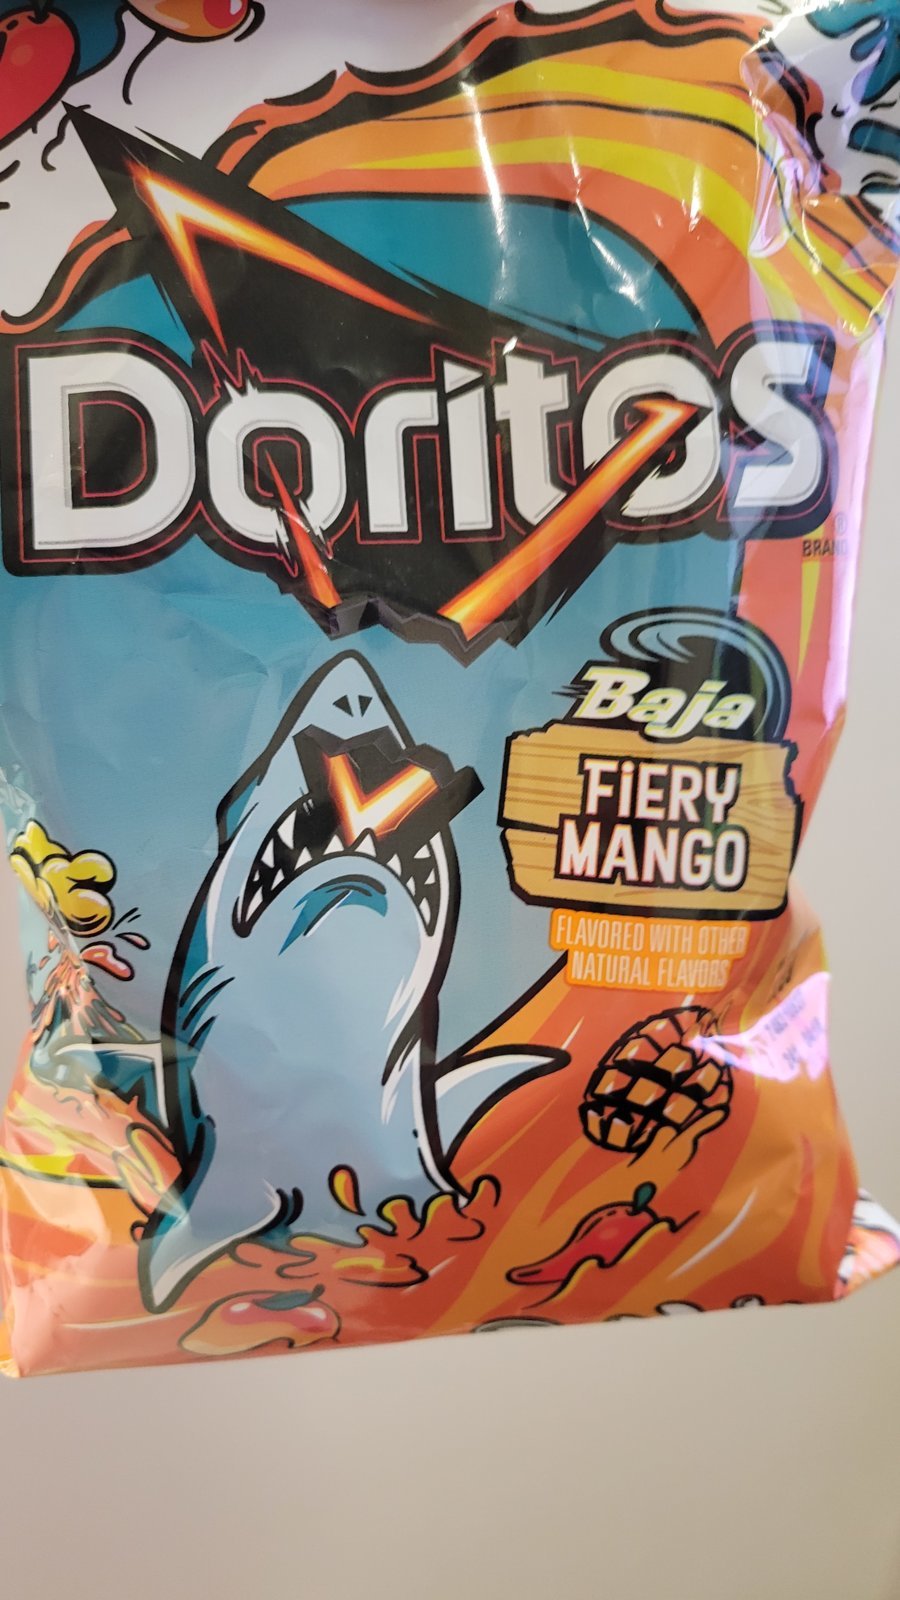 Doritos
®
BRAND
Baja
FiERY
MANGO
FLAVORED WITH OTHER
NATURAL FLAVORS